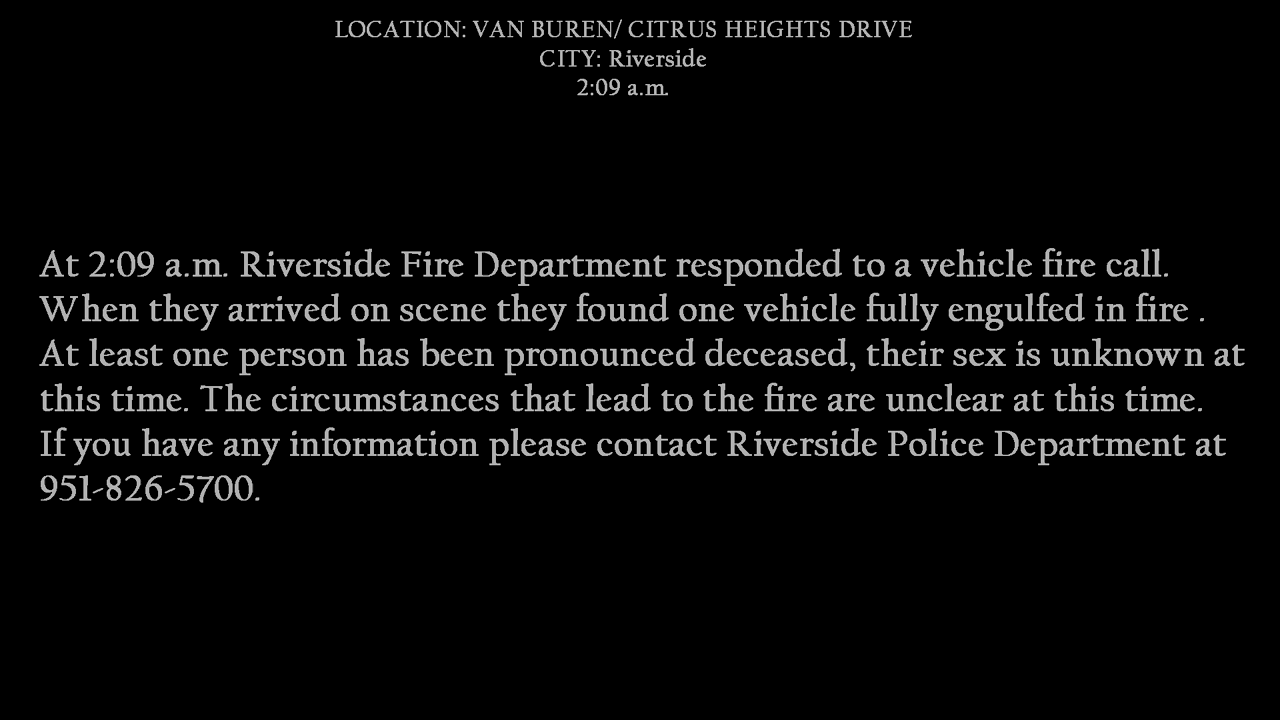 LOCATION: VAN BUREN/ CITRUS HEIGHTS DRIVE
CITY: Riverside
2:09 a.m.
At 2:09 a.m. Riverside Fire Department responded to a vehicle fire call.
When they arrived on scene they found one vehicle fully engulfed in fire .
At least one person has been pronounced deceased, their sex is unknown at
this time. The circumstances that lead to the fire are unclear at this time.
If you have any information please contact Riverside Police Department at
951-826-5700.